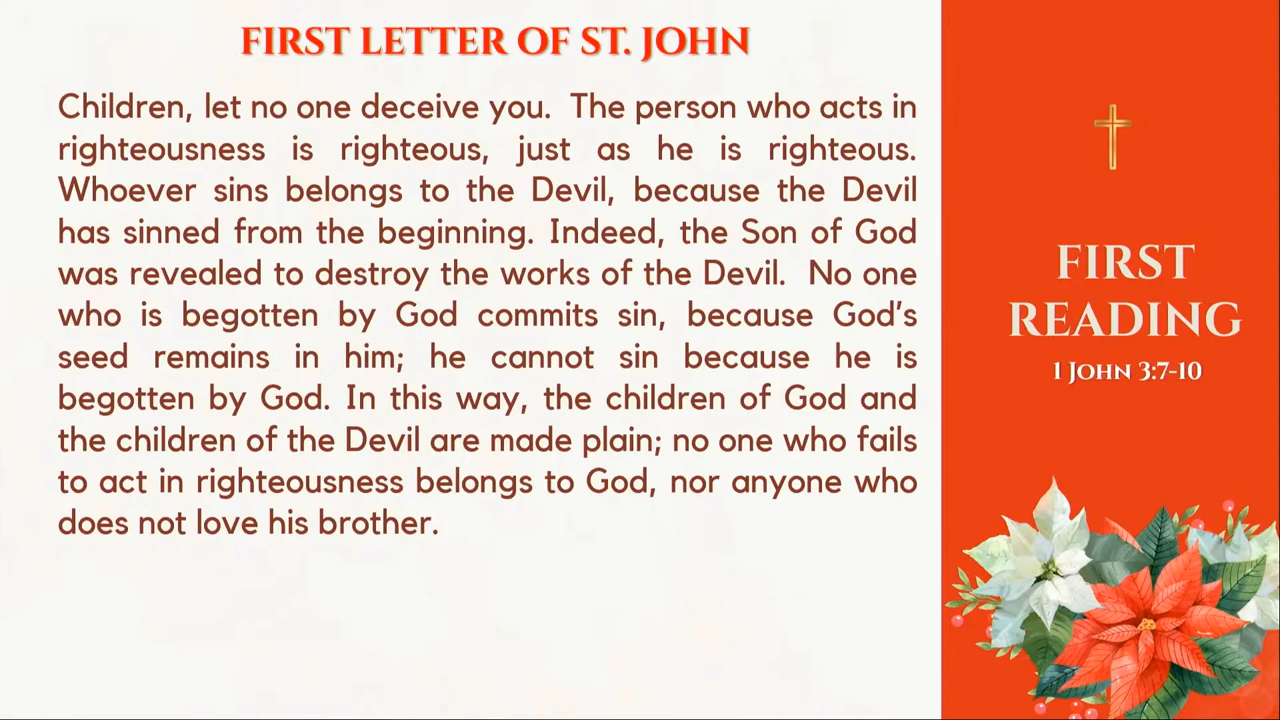 FIRST LETTER OF ST. JOHN
Children, let no one deceive you.  The person who acts in
righteousness is righteous, just as he is righteous.
Whoever sins belongs to the Devil, because the Devil
has sinned from the beginning. Indeed, the Son of God
was revealed to destroy the works of the Devil.  No one
who is begotten by God commits sin, because God’s
seed remains in him; he cannot sin because he is
begotten by God. In this way, the children of God and
the children of the Devil are made plain; no one who fails
to act in righteousness belongs to God, nor anyone who
does not love his brother.
FIRST
READING
1 John 3:7-10